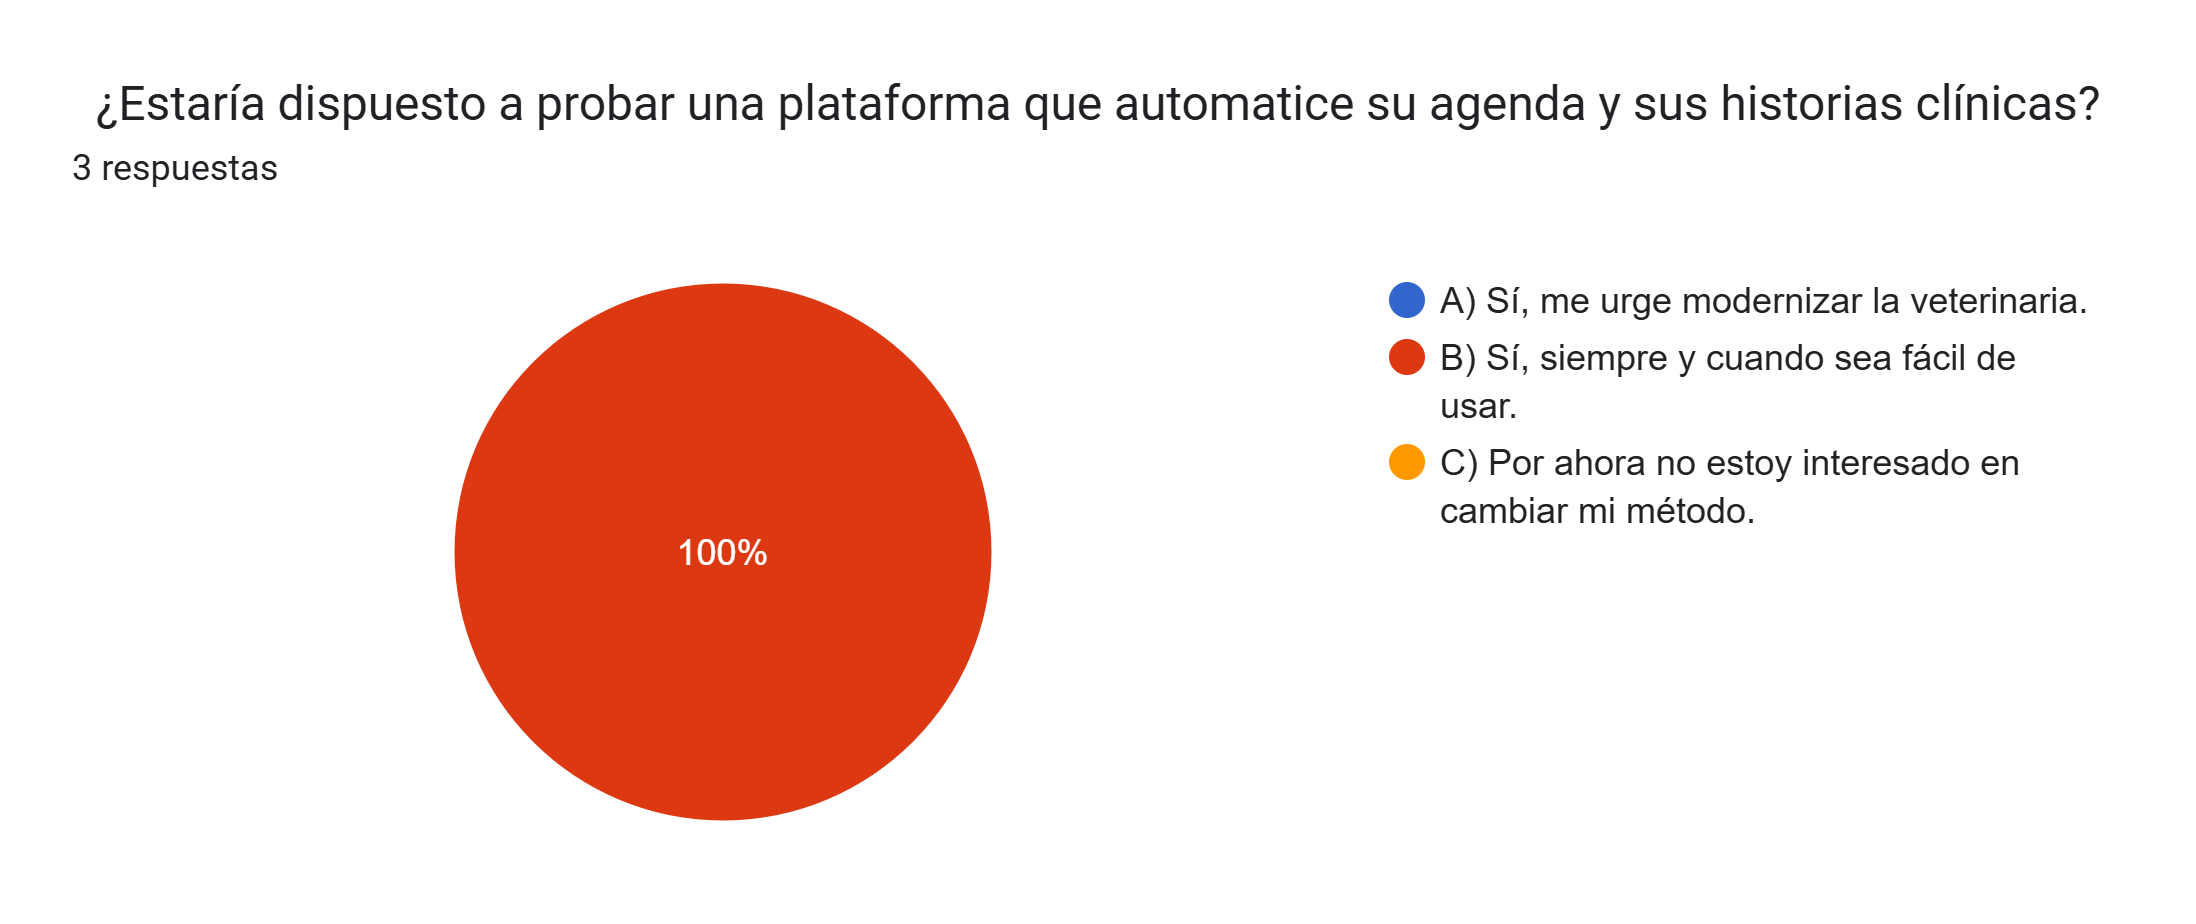 ¿Estaría dispuesto a probar una plataforma que automatice su agenda y sus historias clínicas?
3 respuestas
100%
A) Sí, me urge modernizar la veterinaria.
B) Sí, siempre y cuando sea fácil de
usar.
C) Por ahora no estoy interesado en
cambiar mi método.